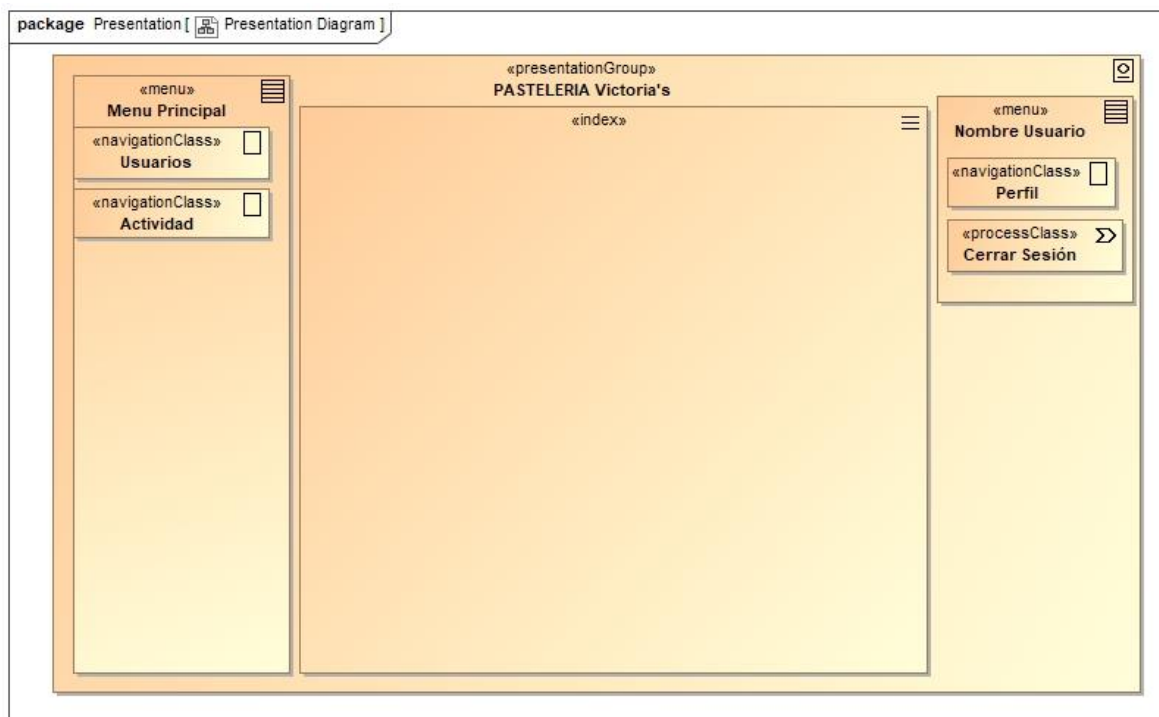 package Presentation [ Presentation Diagram ]
«presentationGroup»
PASTELERIA Victoria's
«menu»
Menu Principal
«navigationClass»
Usuarios
«navigationClass»
Actividad
«index»
«menu»
Nombre Usuario
«navigationClass»
Perfil
«processClass»
Cerrar Sesión